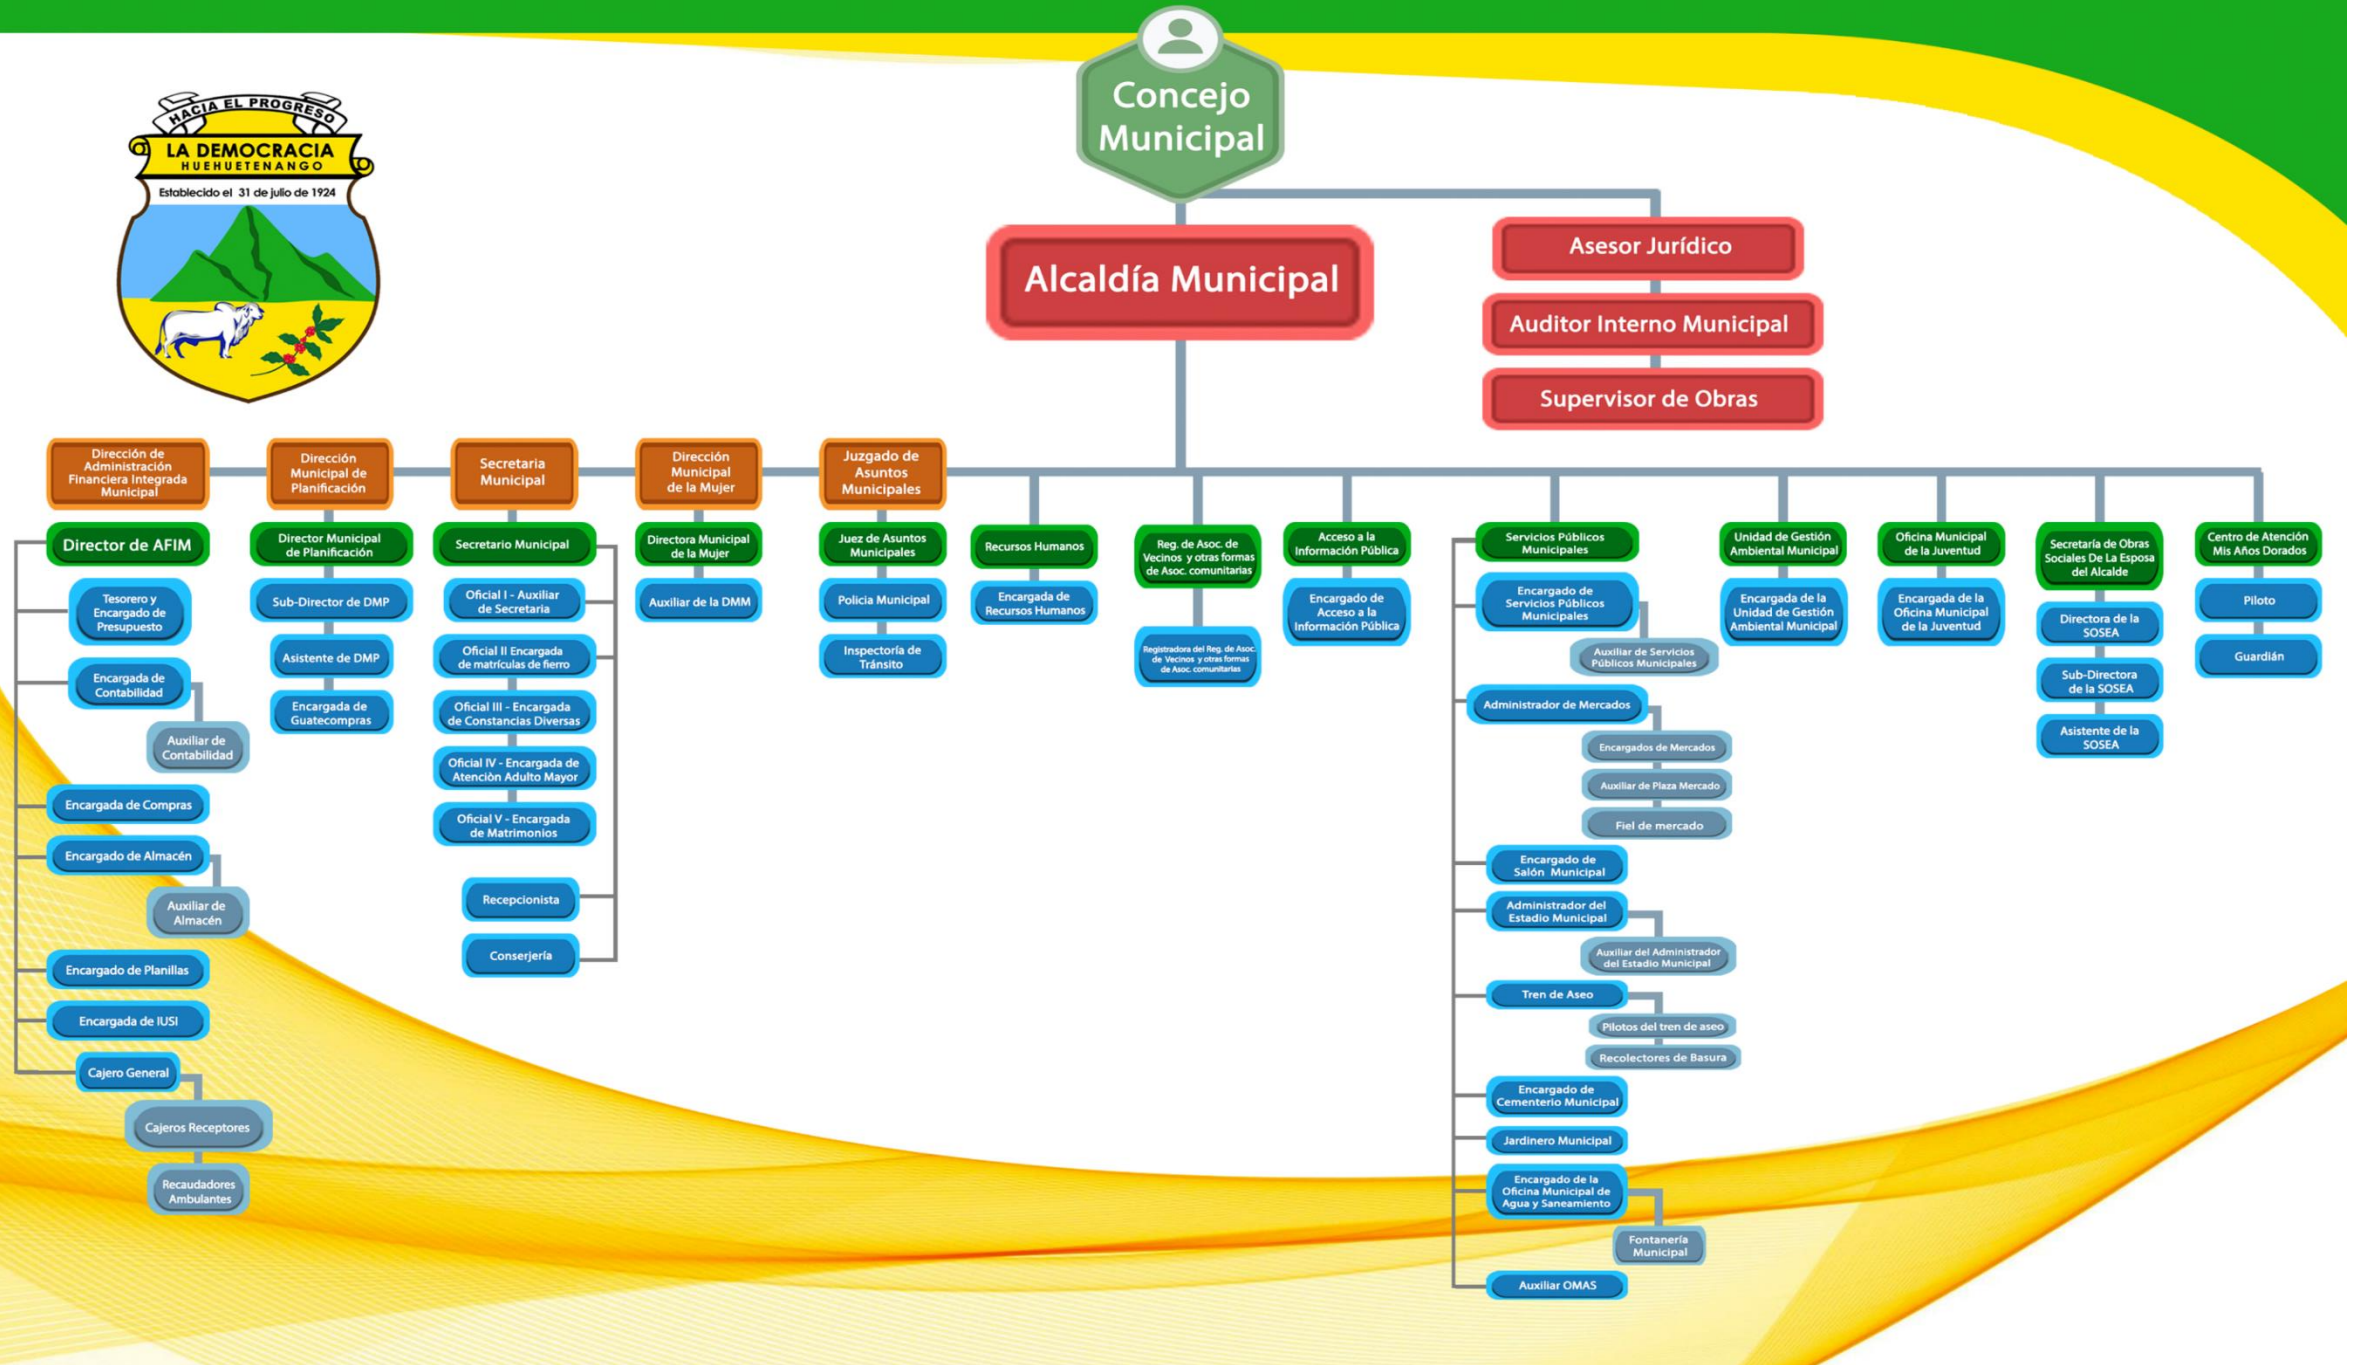 Concejo
Municipal
HACIA EL PROGRESO
LA DEMOCRACIA
HUEHUETENANGO
Establecido el 31 de julio de 1924
Alcaldía Municipal
Asesor Jurídico
Auditor Interno Municipal
Supervisor de Obras
Dirección de
Administración
Financiera Integrada
Municipal
Dirección
Municipal de
Planificación
Secretaria
Municipal
Dirección
Municipal
de la Mujer
Juzgado de
Asuntos
Municipales
Director de AFIM
Tesorero y
Encargado de
Presupuesto
Encargada de
Contabilidad
Auxiliar de
Contabilidad
Encargada de Compras
Encargado de Almacén
Auxiliar de
Almacén
Encargado de Planillas
Encargada de IUSI
Cajero General
Cajeros Receptores
Recaudadores
Ambulantes
Director Municipal
de Planificación
Sub-Director de DMP
Asistente de DMP
Encargada de
Guatecompras
Secretario Municipal
Oficial I - Auxiliar
de Secretaria
Oficial II Encargada
de matrículas de fierro
Oficial III - Encargada
de Constancias Diversas
Oficial IV - Encargada de
Atenciòn Adulto Mayor
Oficial V - Encargada
de Matrimonios
Recepcionista
Conserjería
Directora Municipal
de la Mujer
Auxiliar de la DMM
Juez de Asuntos
Municipales
Policia Municipal
Inspectoría de
Tránsito
Recursos Humanos
Encargada de
Recursos Humanos
Reg. de Asoc. de
Vecinos y otras formas
de Asoc. comunitarias
Registradora del Reg. de Asoc.
de Vecinos y otras formas
de Asoc. comunitarias
Acceso a la
Información Pública
Encargado de
Acceso a la
Información Pública
Servicios Públicos
Municipales
Encargado de
Servicios Públicos
Municipales
Auxiliar de Servicios
Públicos Municipales
Administrador de Mercados
Encargados de Mercados
Auxiliar de Plaza Mercado
Fiel de mercado
Encargado de
Salón Municipal
Administrador del
Estadio Municipal
Auxiliar del Administrador
del Estadio Municipal
Tren de Aseo
Pilotos del tren de aseo
Recolectores de Basura
Encargado de
Cementerio Municipal
Jardinero Municipal
Encargado de la
Oficina Municipal de
Agua y Saneamiento
Fontanería
Municipal
Auxiliar OMAS
Unidad de Gestión
Ambiental Municipal
Encargada de la
Unidad de Gestión
Ambiental Municipal
Oficina Municipal
de la Juventud
Encargada de la
Oficina Municipal
de la Juventud
Secretaría de Obras
Sociales De La Esposa
del Alcalde
Directora de la
SOSEA
Sub-Directora
de la SOSEA
Asistente de la
SOSEA
Centro de Atención
Mis Años Dorados
Piloto
Guardián